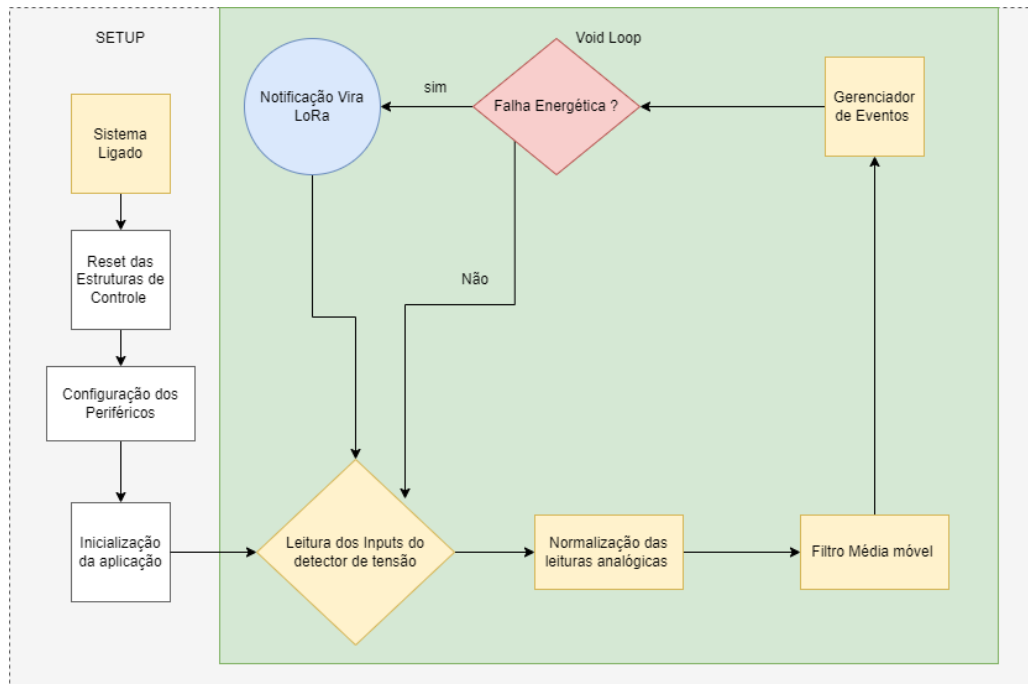 SETUP
Sistema
Ligado
Reset das
Estruturas de
Controle
Configuração dos
Periféricos
Inicialização
da aplicação
Void Loop
Notificação Vira
LoRa
sim
Falha Energética ?
Gerenciador
de Eventos
Não
Leitura dos Inputs do
detector de tensão
Normalização das
leituras analógicas
Filtro Média móvel